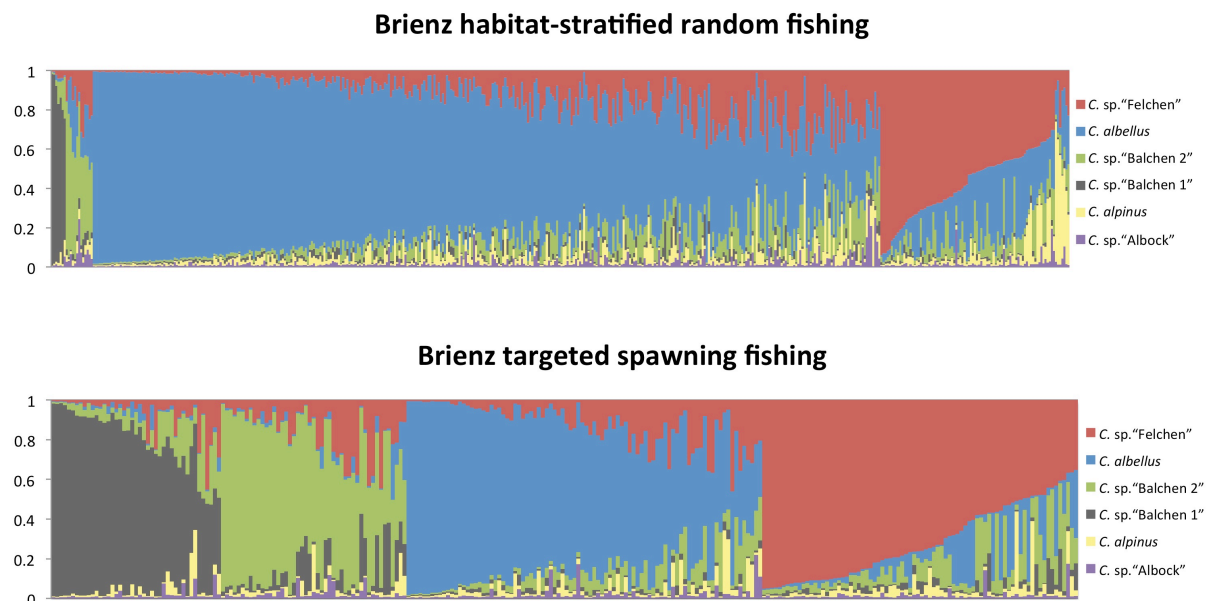 Brienz habitat-stratified random fishing
1
0.8
0.6
0.4
0.2
0
C. sp.“Felchen”
C. albellus
C. sp.“Balchen 2”
C. sp.“Balchen 1”
C. alpinus
C. sp.“Albock”
Brienz targeted spawning fishing
1
0.8
0.6
0.4
0.2
0
C. sp.“Felchen”
C. albellus
C. sp.“Balchen 2”
C. sp.“Balchen 1”
C. alpinus
C. sp.“Albock”